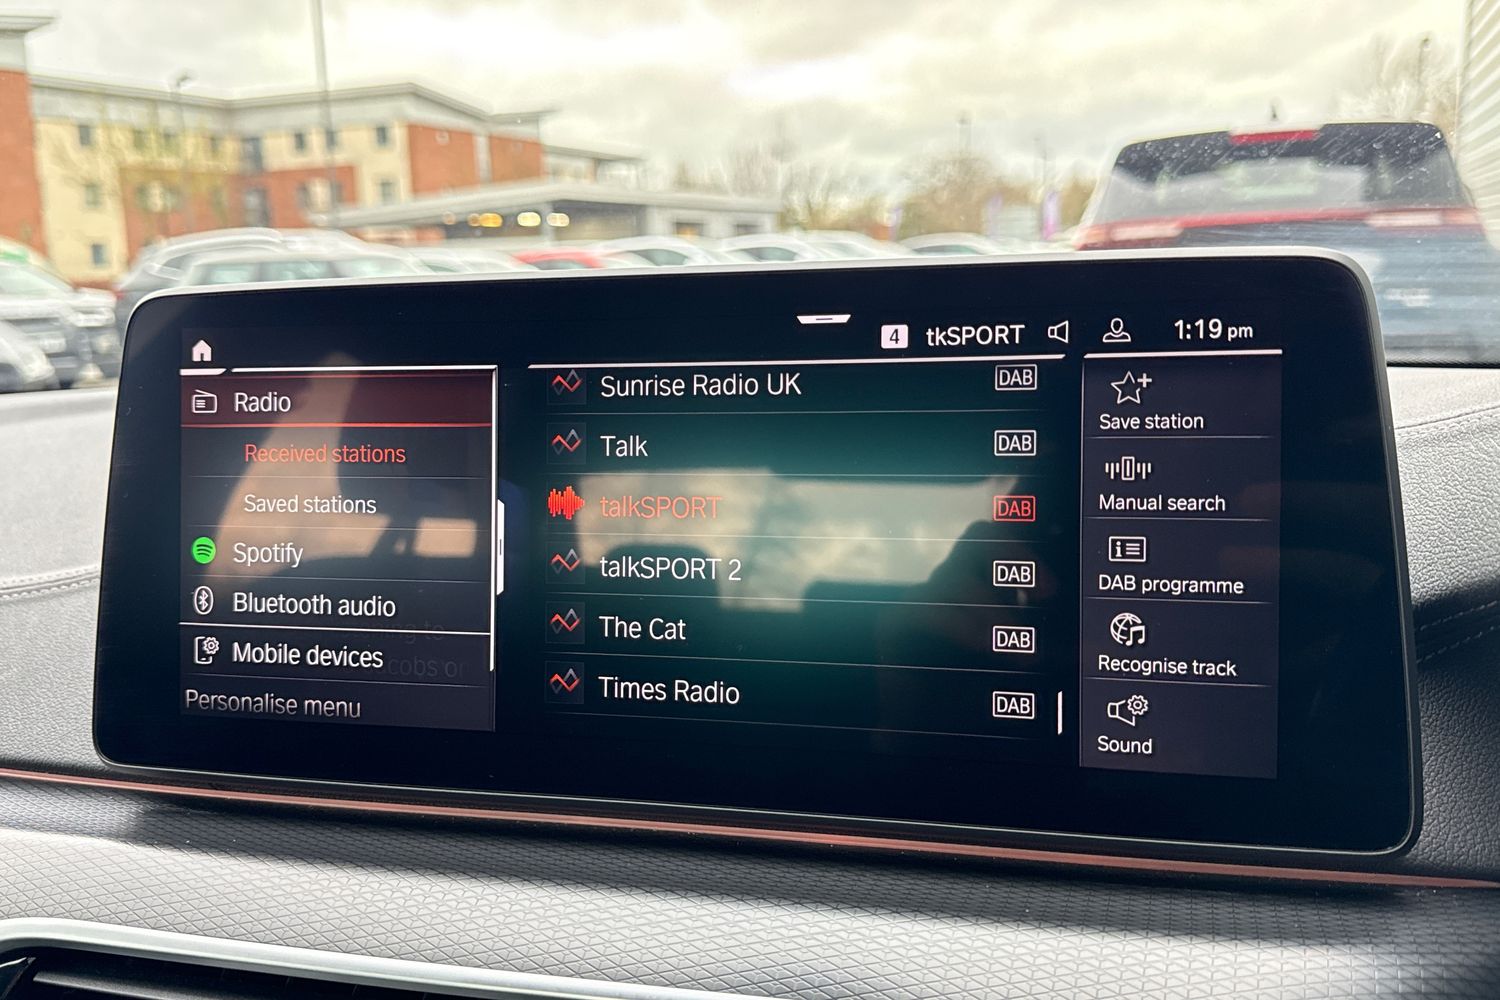 4 tkSPORT 1:19 pm
Radio
Received stations
Saved stations
Spotify
Bluetooth audio
Mobile devices
Personalise menu
Sunrise Radio UK DAB
Talk DAB
talkSPORT DAB
talkSPORT 2 DAB
The Cat DAB
Times Radio DAB
Save station
Manual search
DAB programme
Recognise track
Sound